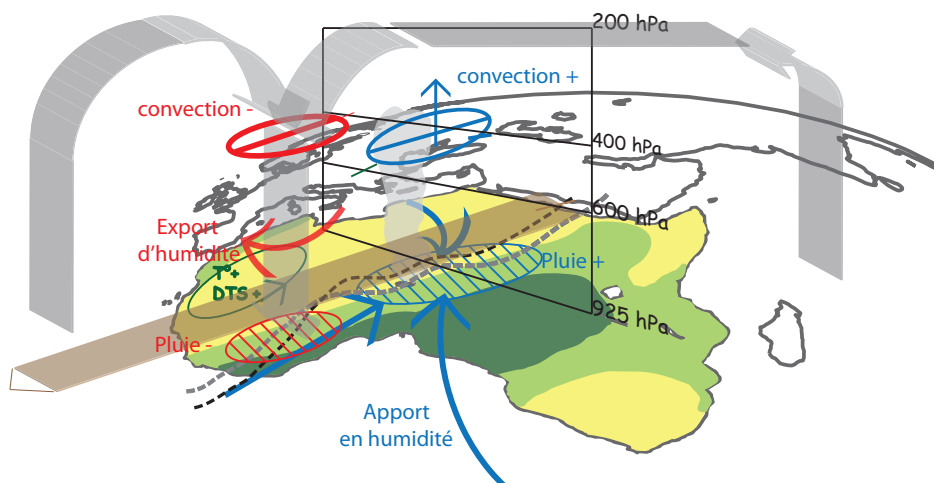 200 hPa
convection +
convection -
400 hPa
600 hPa
Export
d'humidité
T°+
DTS +
Pluie +
925 hPa
Pluie -
Apport
en humidité